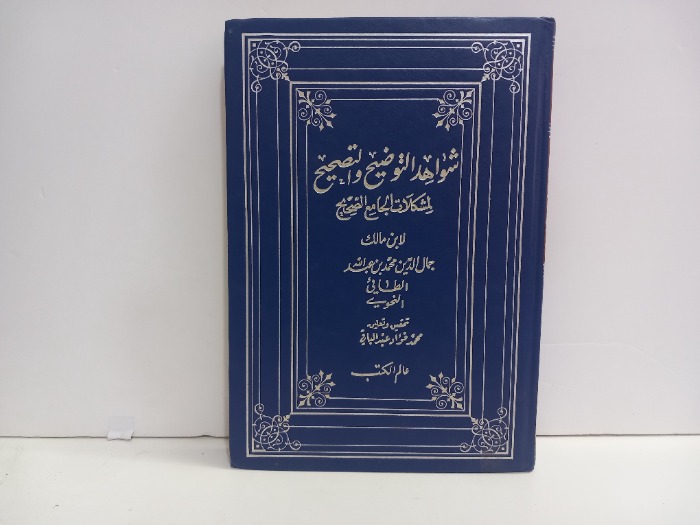 شواهد التوضيح والتصحيح
لمشكلات الجامع الصحيح
لابن مالك
جمال الدين محمد بن عبد الله
الطائي
النحوي
تحقيق وتعليق
محمد فؤاد عبد الباقي
عالم الكتب